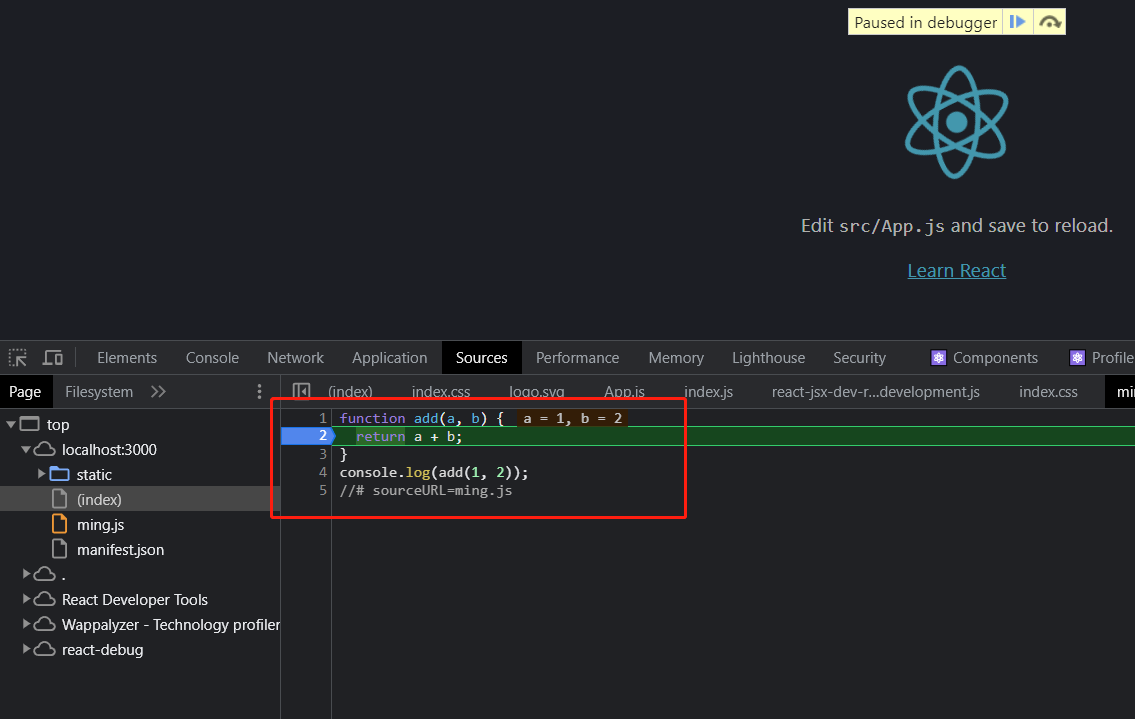 Paused in debugger
Edit src/App.js and save to reload.
Learn React
Elements Console Network Application Sources Performance Memory Lighthouse Security Components Profile
Page Filesystem
(index) index.css logo.svg App.js index.js react-jsx-dev-r...development.js index.css
top
localhost:3000
static
(index)
ming.js
manifest.json
.
React Developer Tools
Wappalyzer - Technology profiler
react-debug
1 function add(a, b) { a = 1, b = 2
2 return a + b;
3 }
4 console.log(add(1, 2));
5 //# sourceURL=ming.js